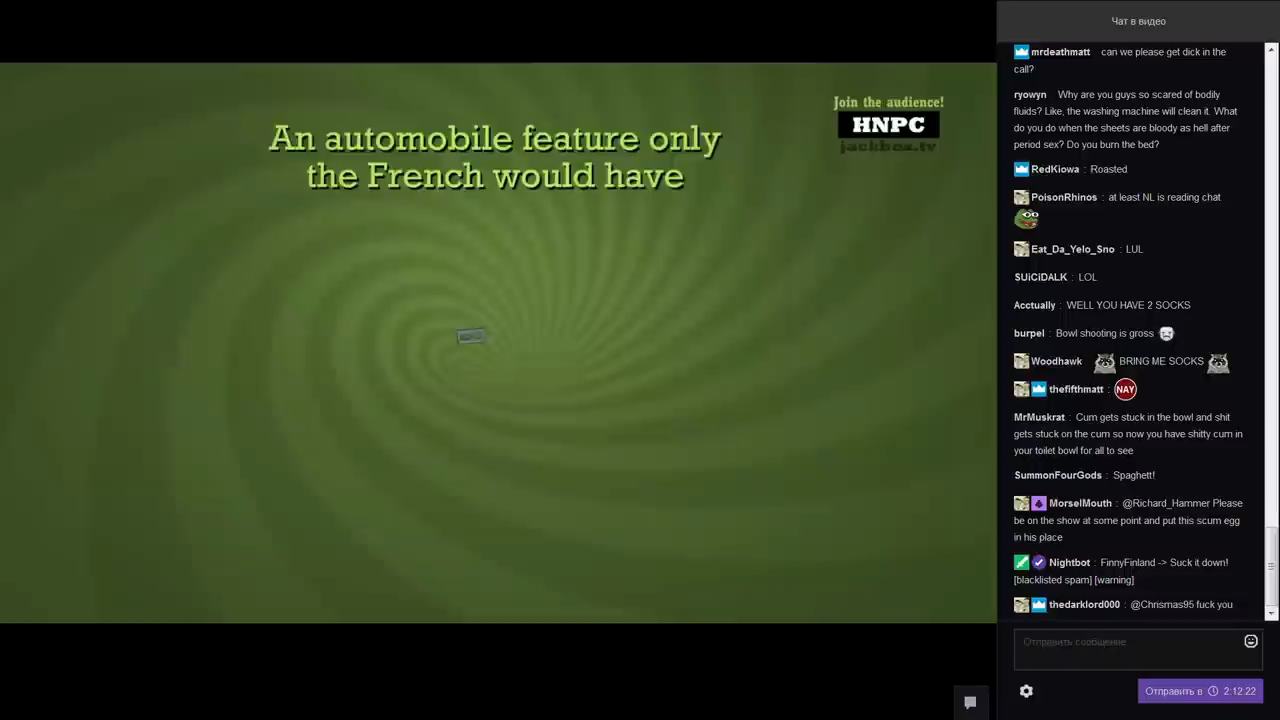 Чат в видео
An automobile feature only
the French would have
Join the audience!
HNPC
jackbox.tv
mrdeathmatt can we please get dick in the
call?
ryowyn Why are you guys so scared of bodily
fluids? Like, the washing machine will clean it. What
do you do when the sheets are bloody as hell after
period sex? Do you burn the bed?
RedKiowa : Roasted
PoisonRhinos : at least NL is reading chat
Eat_Da_Yelo_Sno : LUL
SUiCiDALK : LOL
Acctually : WELL YOU HAVE 2 SOCKS
burpel : Bowl shooting is gross
Woodhawk BRING ME SOCKS
thefifthmatt : NAY
MrMuskrat : Cum gets stuck in the bowl and shit
gets stuck on the cum so now you have shitty cum in
your toilet bowl for all to see
SummonFourGods : Spaghett!
MorselMouth : @Richard_Hammer Please
be on the show at some point and put this scum egg
in his place
Nightbot : FinnyFinland -> Suck it down!
[blacklisted spam] [warning]
thedarklord000 : @Chrismas95 fuck you
Отправить сообщение
Отправить в 2:12:22